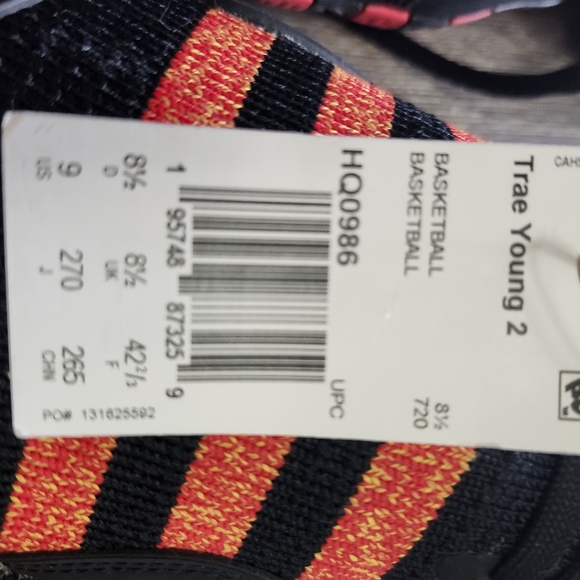 CAH
Trae Young 2
BASKETBALL 8½
BASKETBALL 720
HQ0986 UPC
1 95748 87325 9
8½ 8½ 42²/₃
D UK F
9 270 265
US J CHN
PO# 131625592